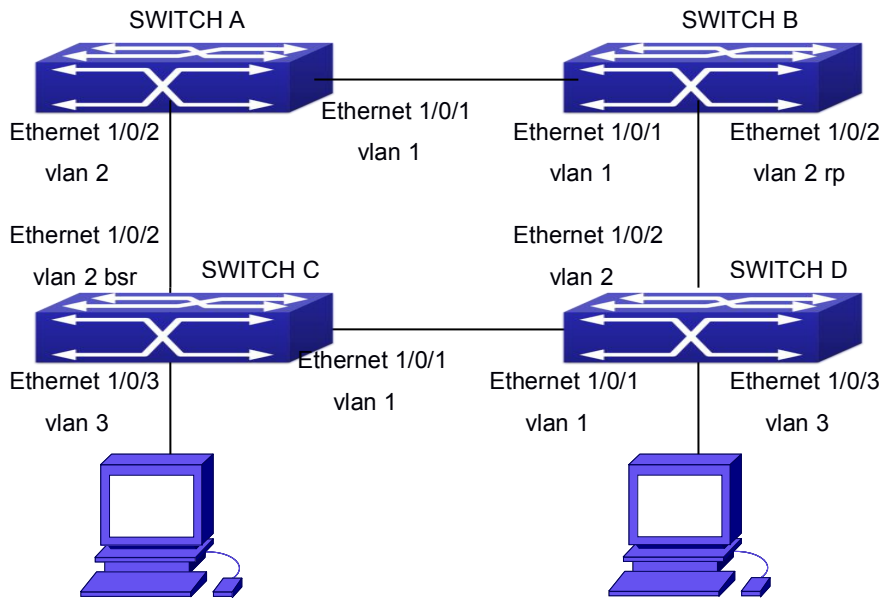 SWITCH A
SWITCH B
Ethernet 1/0/2
vlan 2
Ethernet 1/0/1
vlan 1
Ethernet 1/0/1
vlan 1
Ethernet 1/0/2
vlan 2 rp
Ethernet 1/0/2
vlan 2 bsr
SWITCH C
Ethernet 1/0/2
vlan 2
SWITCH D
Ethernet 1/0/3
vlan 3
Ethernet 1/0/1
vlan 1
Ethernet 1/0/1
vlan 1
Ethernet 1/0/3
vlan 3